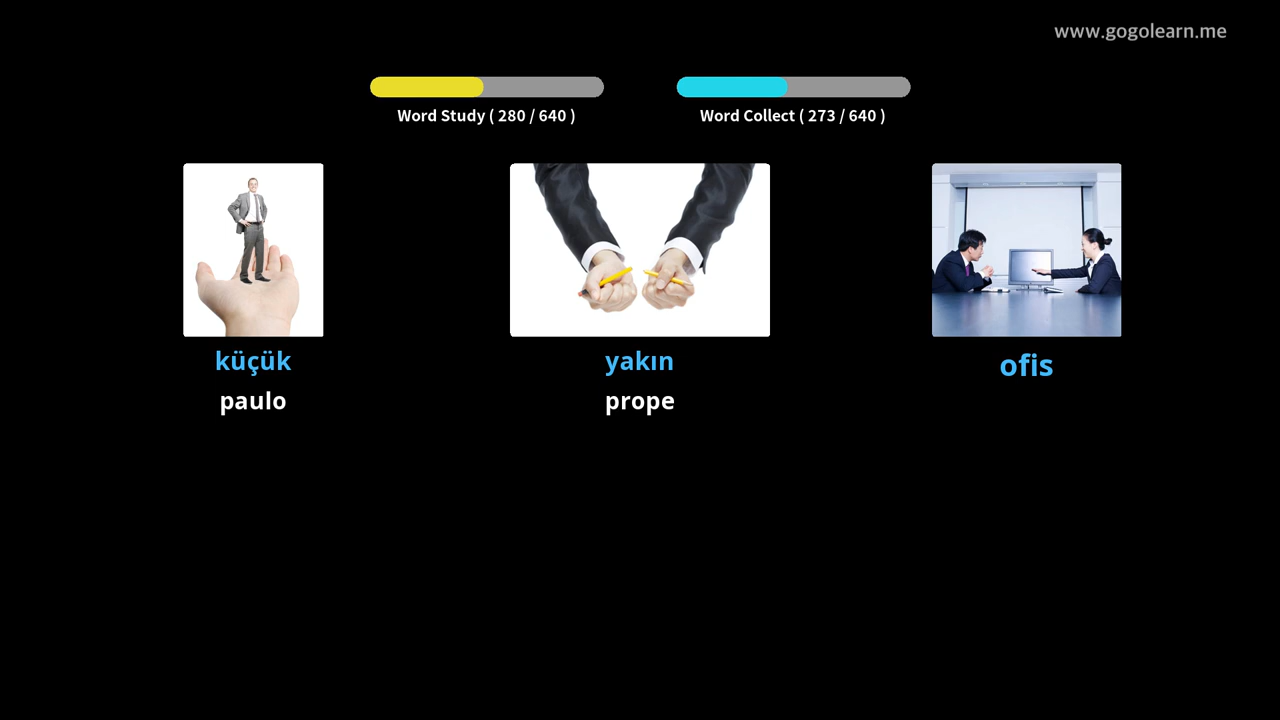 www.gogolearn.me
Word Study ( 280 / 640 )
Word Collect ( 273 / 640 )
küçük
paulo
yakın
prope
ofis